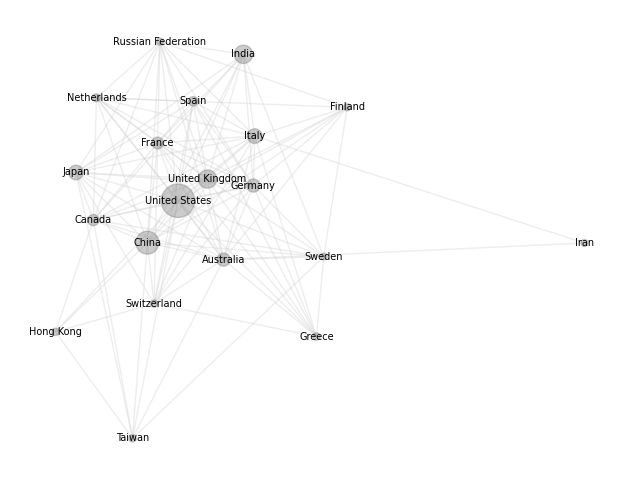 Russian Federation
India
Netherlands
Spain
Finland
Italy
France
Japan
United Kingdom
Germany
United States
Canada
China
Iran
Sweden
Australia
Switzerland
Hong Kong
Greece
Taiwan